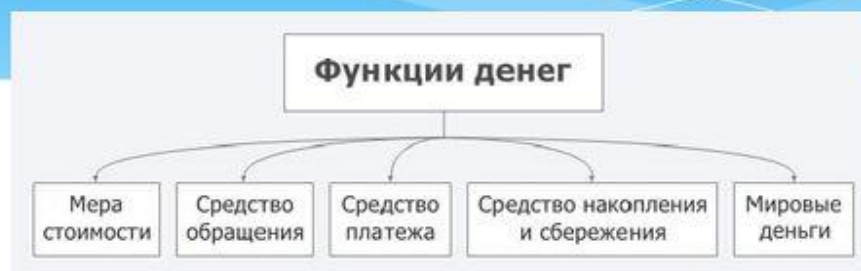 Функции денег
Мера
стоимости
Средство
обращения
Средство
платежа
Средство накопления
и сбережения
Мировые
деньги